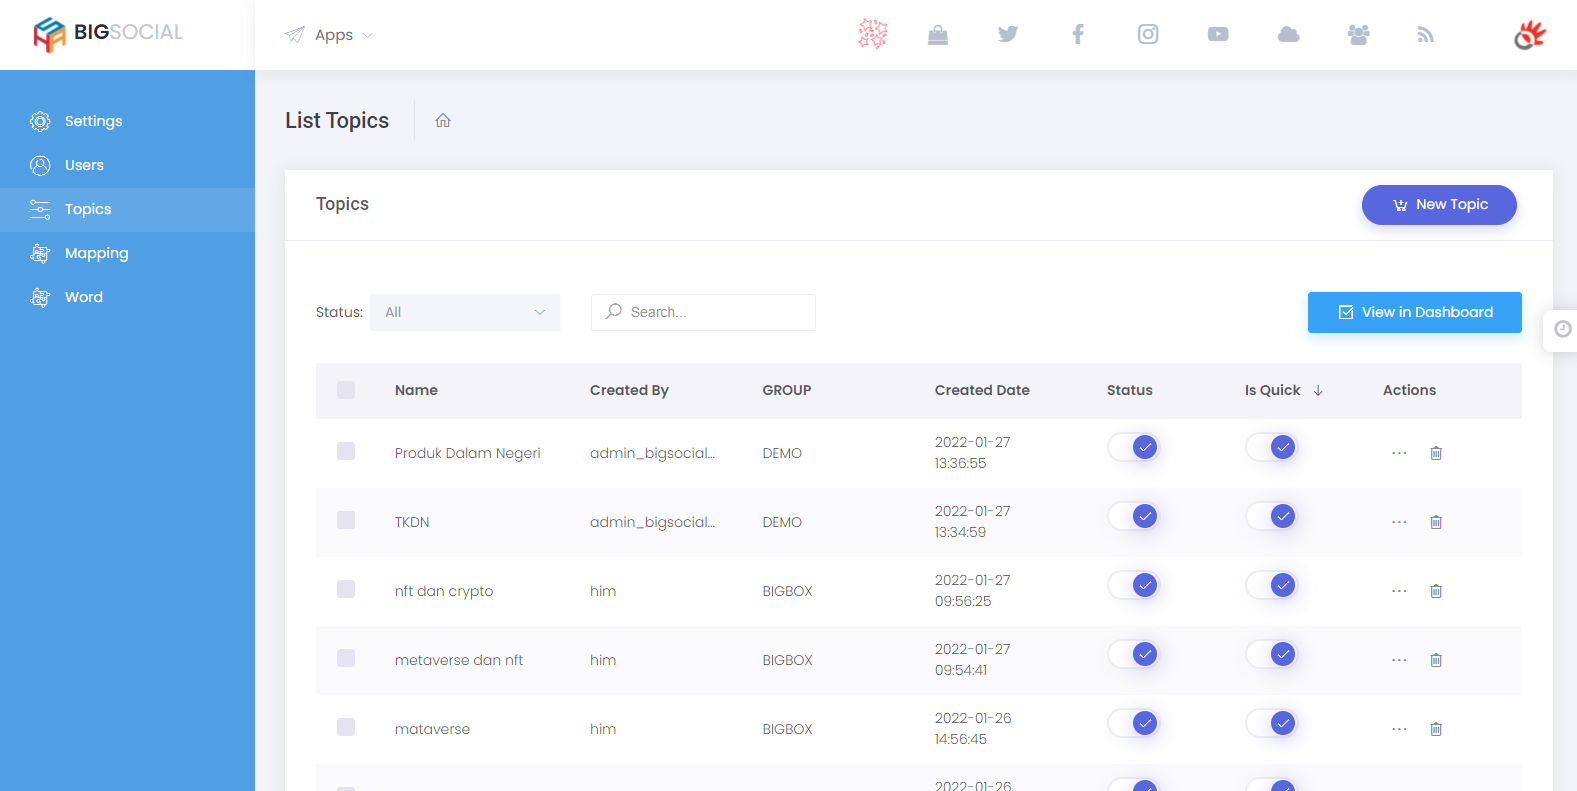 BIGSOCIAL
Apps
Settings
Users
Topics
Mapping
Word
List Topics
Topics
New Topic
Status: All
Search...
View in Dashboard
Name Created By GROUP Created Date Status Is Quick Actions
Produk Dalam Negeri admin_bigsocial... DEMO 2022-01-27
13:36:55
TKDN admin_bigsocial... DEMO 2022-01-27
13:34:59
nft dan crypto him BIGBOX 2022-01-27
09:56:25
metaverse dan nft him BIGBOX 2022-01-27
09:54:41
mataverse him BIGBOX 2022-01-26
14:56:45
2022-01-26